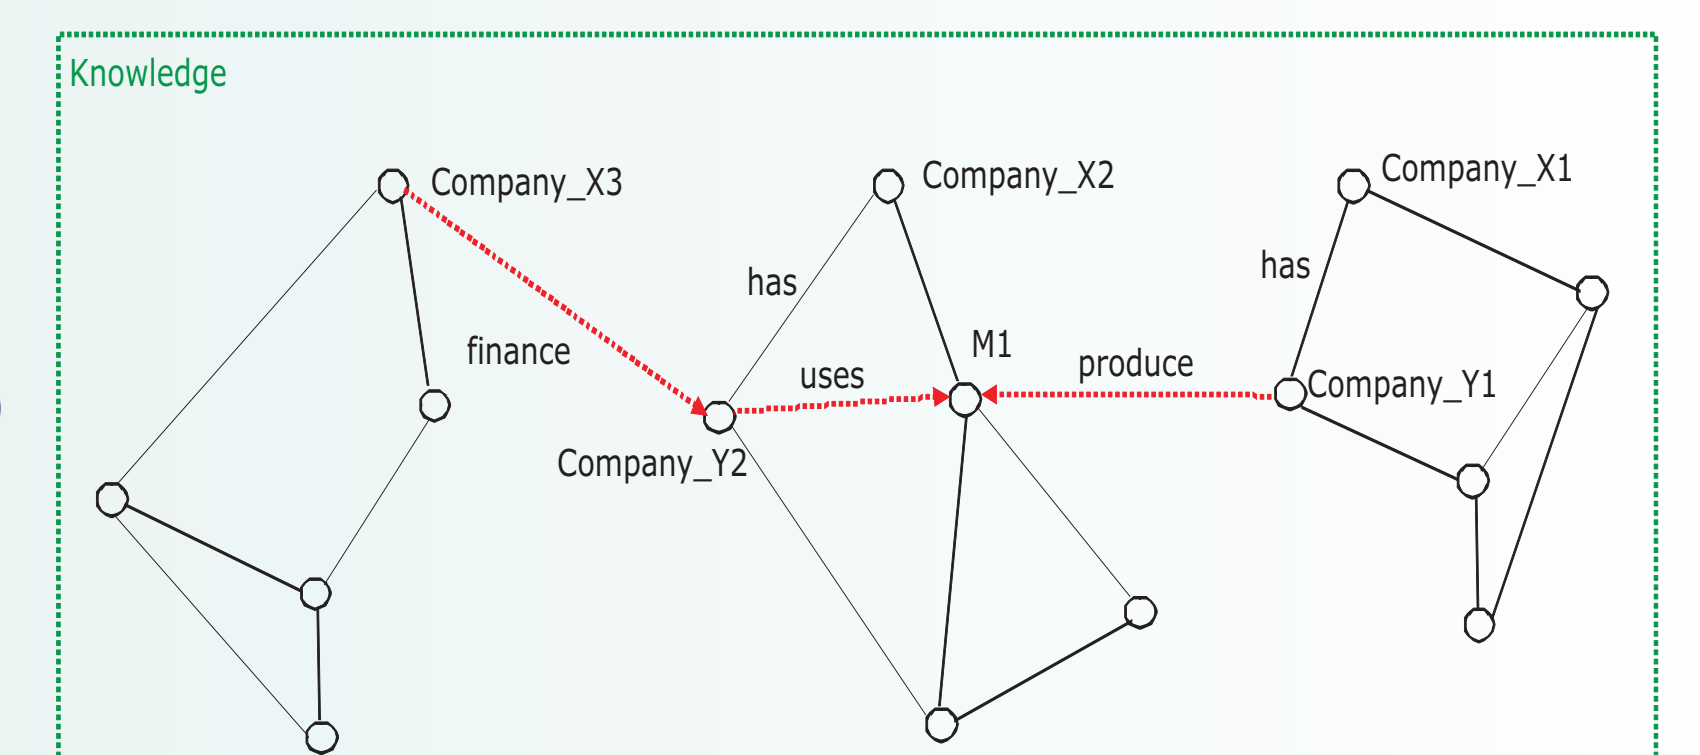 Knowledge
Company_X3
Company_X2
Company_X1
has
has
finance
M1
uses
produce
Company_Y1
Company_Y2